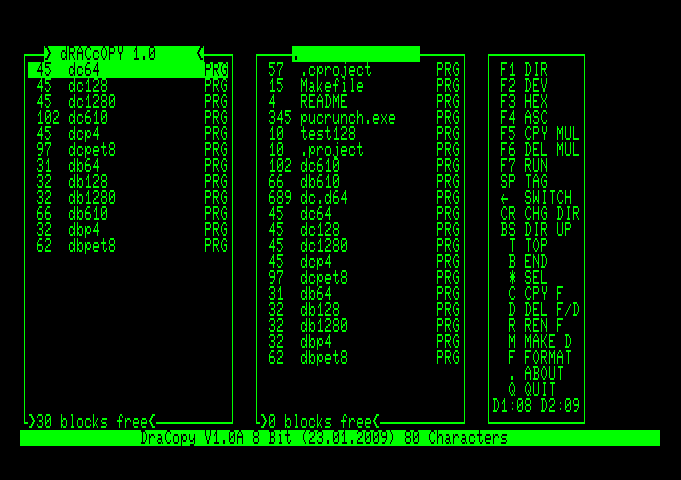 > dRACoOPY 1.0 <
45 dc64 PRG
45 dc128 PRG
45 dc1280 PRG
102 dc610 PRG
45 dcp4 PRG
97 dcpet8 PRG
31 db64 PRG
32 db128 PRG
32 db1280 PRG
66 db610 PRG
32 dbp4 PRG
62 dbpet8 PRG
>30 blocks free<
.
57 .cproject PRG
15 Makefile PRG
4 README PRG
345 pucrunch.exe PRG
10 test128 PRG
10 .project PRG
102 dc610 PRG
66 db610 PRG
689 dc.d64 PRG
45 dc64 PRG
45 dc128 PRG
45 dc1280 PRG
45 dcp4 PRG
97 dcpet8 PRG
31 db64 PRG
32 db128 PRG
32 db1280 PRG
32 dbp4 PRG
62 dbpet8 PRG
>0 blocks free<
F1 DIR
F2 DEV
F3 HEX
F4 ASC
F5 CPY MUL
F6 DEL MUL
F7 RUN
SP TAG
← SWITCH
CR CHG DIR
BS DIR UP
T TOP
B END
* SEL
C CPY F
D DEL F/D
R REN F
M MAKE D
F FORMAT
. ABOUT
Q QUIT
D1:08 D2:09
DraCopy V1.0A 8 Bit (23.01.2009) 80 Characters